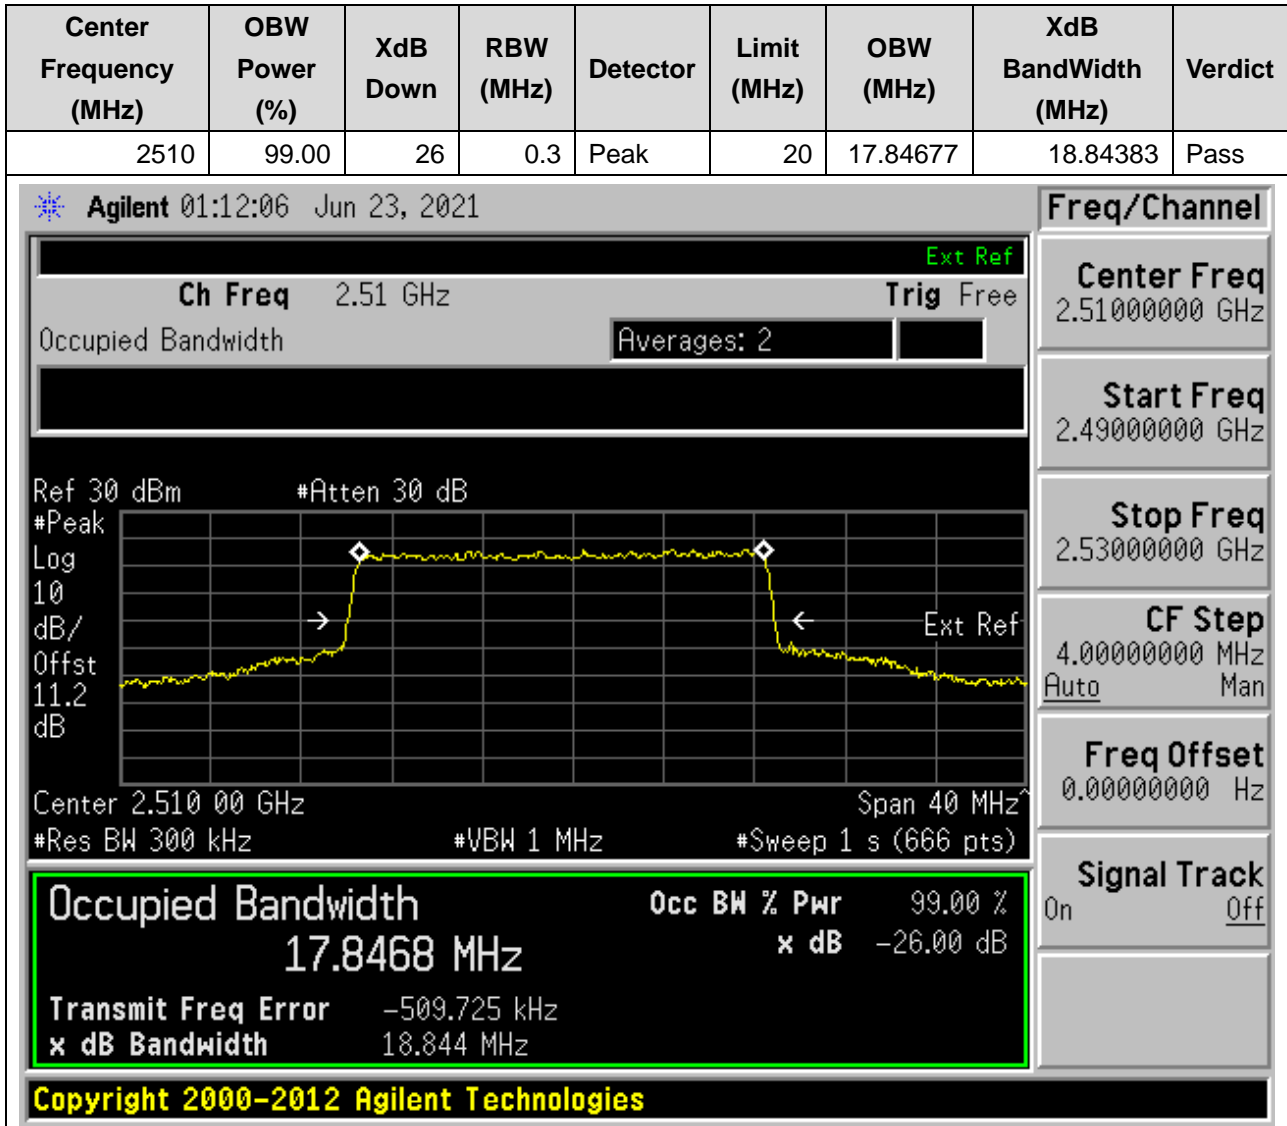 Center Frequency (MHz) OBW Power (%) XdB Down RBW (MHz) Detector Limit (MHz) OBW (MHz) XdB BandWidth (MHz) Verdict
2510 99.00 26 0.3 Peak 20 17.84677 18.84383 Pass
Agilent 01:12:06 Jun 23, 2021
Freq/Channel
Ext Ref
Ch Freq 2.51 GHz Trig Free
Occupied Bandwidth Averages: 2
Center Freq
2.51000000 GHz
Start Freq
2.49000000 GHz
Stop Freq
2.53000000 GHz
CF Step
4.00000000 MHz
Auto Man
Freq Offset
0.00000000 Hz
Signal Track
On Off
Ref 30 dBm #Atten 30 dB
#Peak
Log
10
dB/
Offst
11.2
dB
Ext Ref
Center 2.510 00 GHz Span 40 MHz^
#Res BW 300 kHz #VBW 1 MHz #Sweep 1 s (666 pts)
Occupied Bandwidth
17.8468 MHz
Occ BW % Pwr 99.00 %
x dB -26.00 dB
Transmit Freq Error -509.725 kHz
x dB Bandwidth 18.844 MHz
Copyright 2000-2012 Agilent Technologies